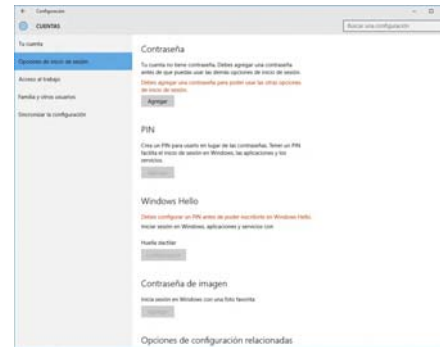 Configuración
CUENTAS
Buscar una configuración
Tu cuenta
Opciones de inicio de sesión
Acceso al trabajo
Familia y otros usuarios
Sincronizar la configuración
Contraseña
Tu cuenta no tiene contraseña. Debes agregar una contraseña
antes de que puedas usar las demás opciones de inicio de sesión.
Debes agregar una contraseña para poder usar las otras opciones
de inicio de sesión.
Agregar
PIN
Crea un PIN para usarlo en lugar de las contraseñas. Tener un PIN
facilita el inicio de sesión en Windows, las aplicaciones y los
servicios.
Agregar
Windows Hello
Debes configurar un PIN antes de poder inscribirte en Windows Hello.
Iniciar sesión en Windows, aplicaciones y servicios con
Huella dactilar
Contraseña de imagen
Inicia sesión en Windows con una foto favorita
Agregar
Opciones de configuración relacionadas